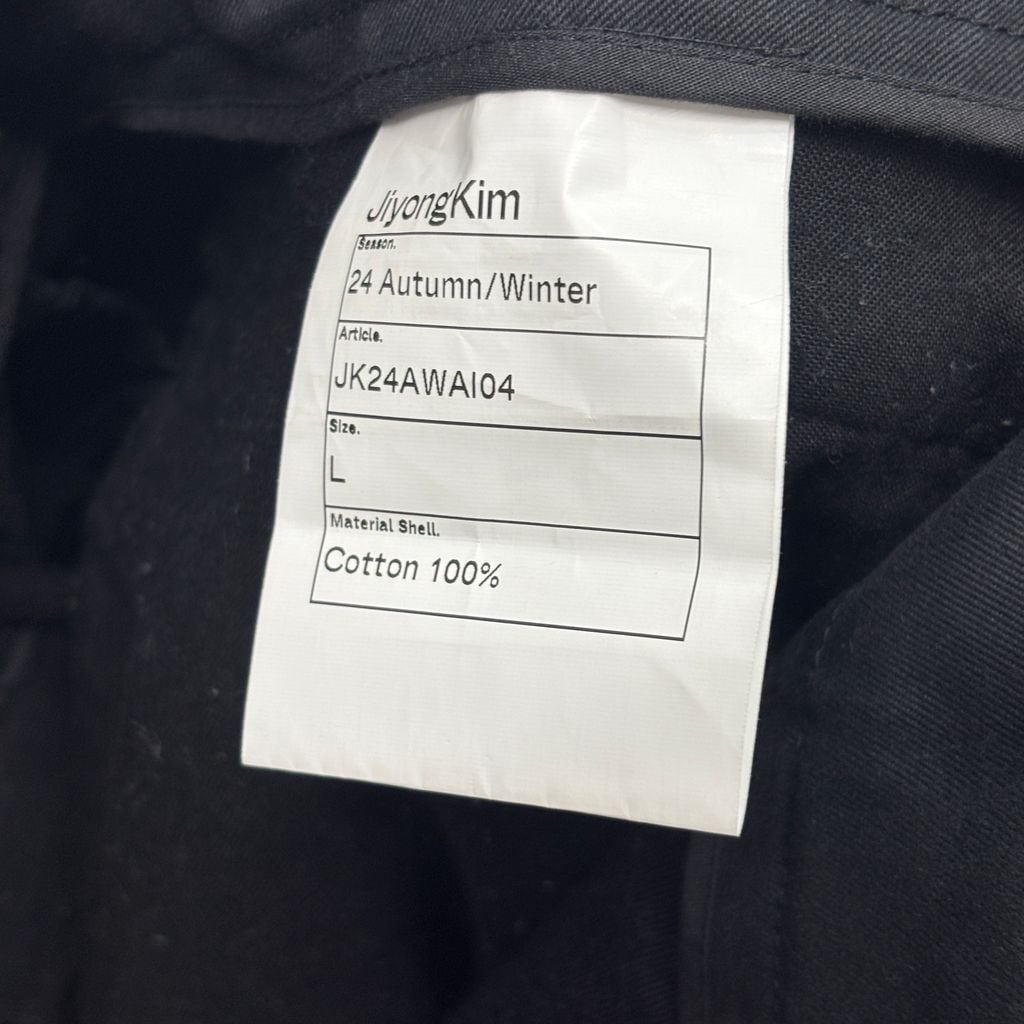 JiyongKim
Season.
24 Autumn/Winter
Article.
JK24AWAI04
Size.
L
Material Shell.
Cotton 100%